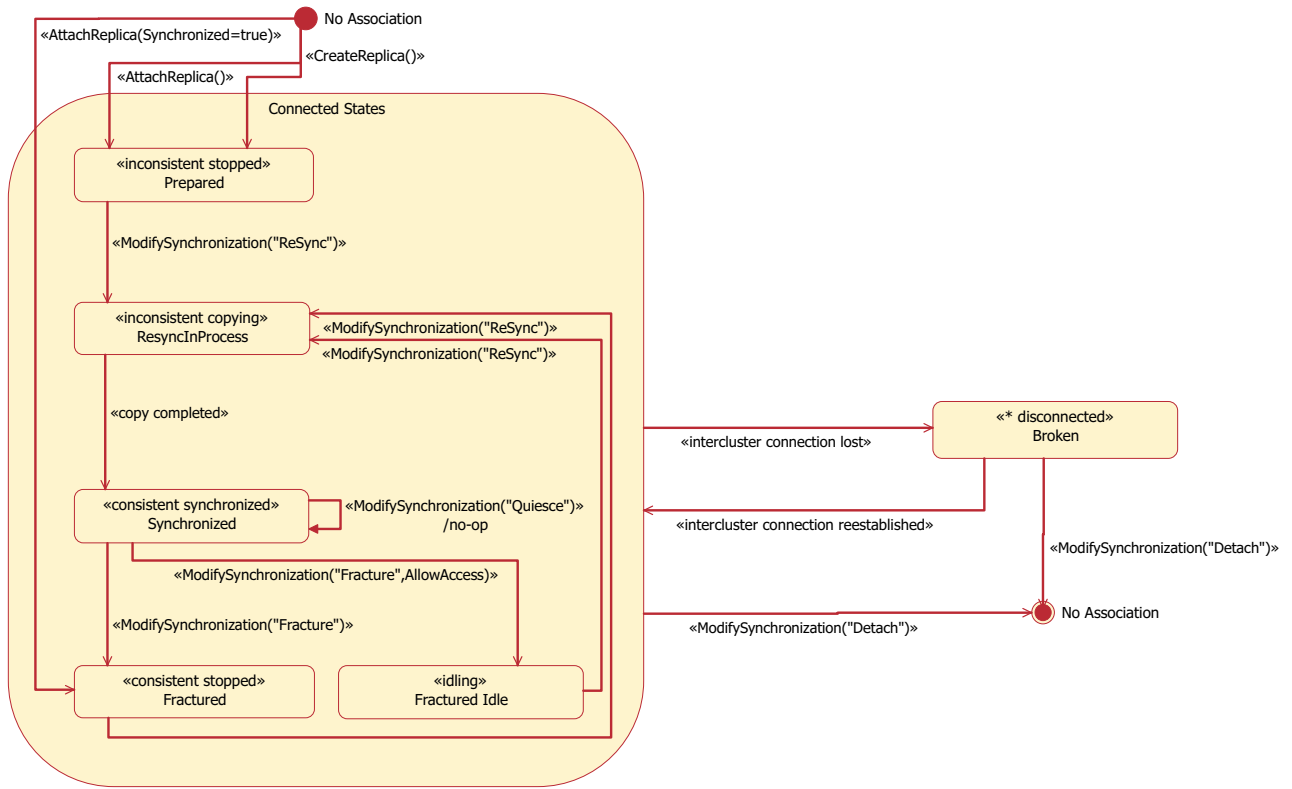 No Association
«AttachReplica(Synchronized=true)»
«CreateReplica()»
«AttachReplica()»
Connected States
«inconsistent stopped»
Prepared
«ModifySynchronization("ReSync")»
«inconsistent copying»
ResyncInProcess
«ModifySynchronization("ReSync")»
«ModifySynchronization("ReSync")»
«copy completed»
«* disconnected»
Broken
«intercluster connection lost»
«consistent synchronized»
Synchronized
«ModifySynchronization("Quiesce")»
/no-op
«intercluster connection reestablished»
«ModifySynchronization("Detach")»
«ModifySynchronization("Fracture",AllowAccess)»
No Association
«ModifySynchronization("Fracture")»
«ModifySynchronization("Detach")»
«consistent stopped»
Fractured
«idling»
Fractured Idle